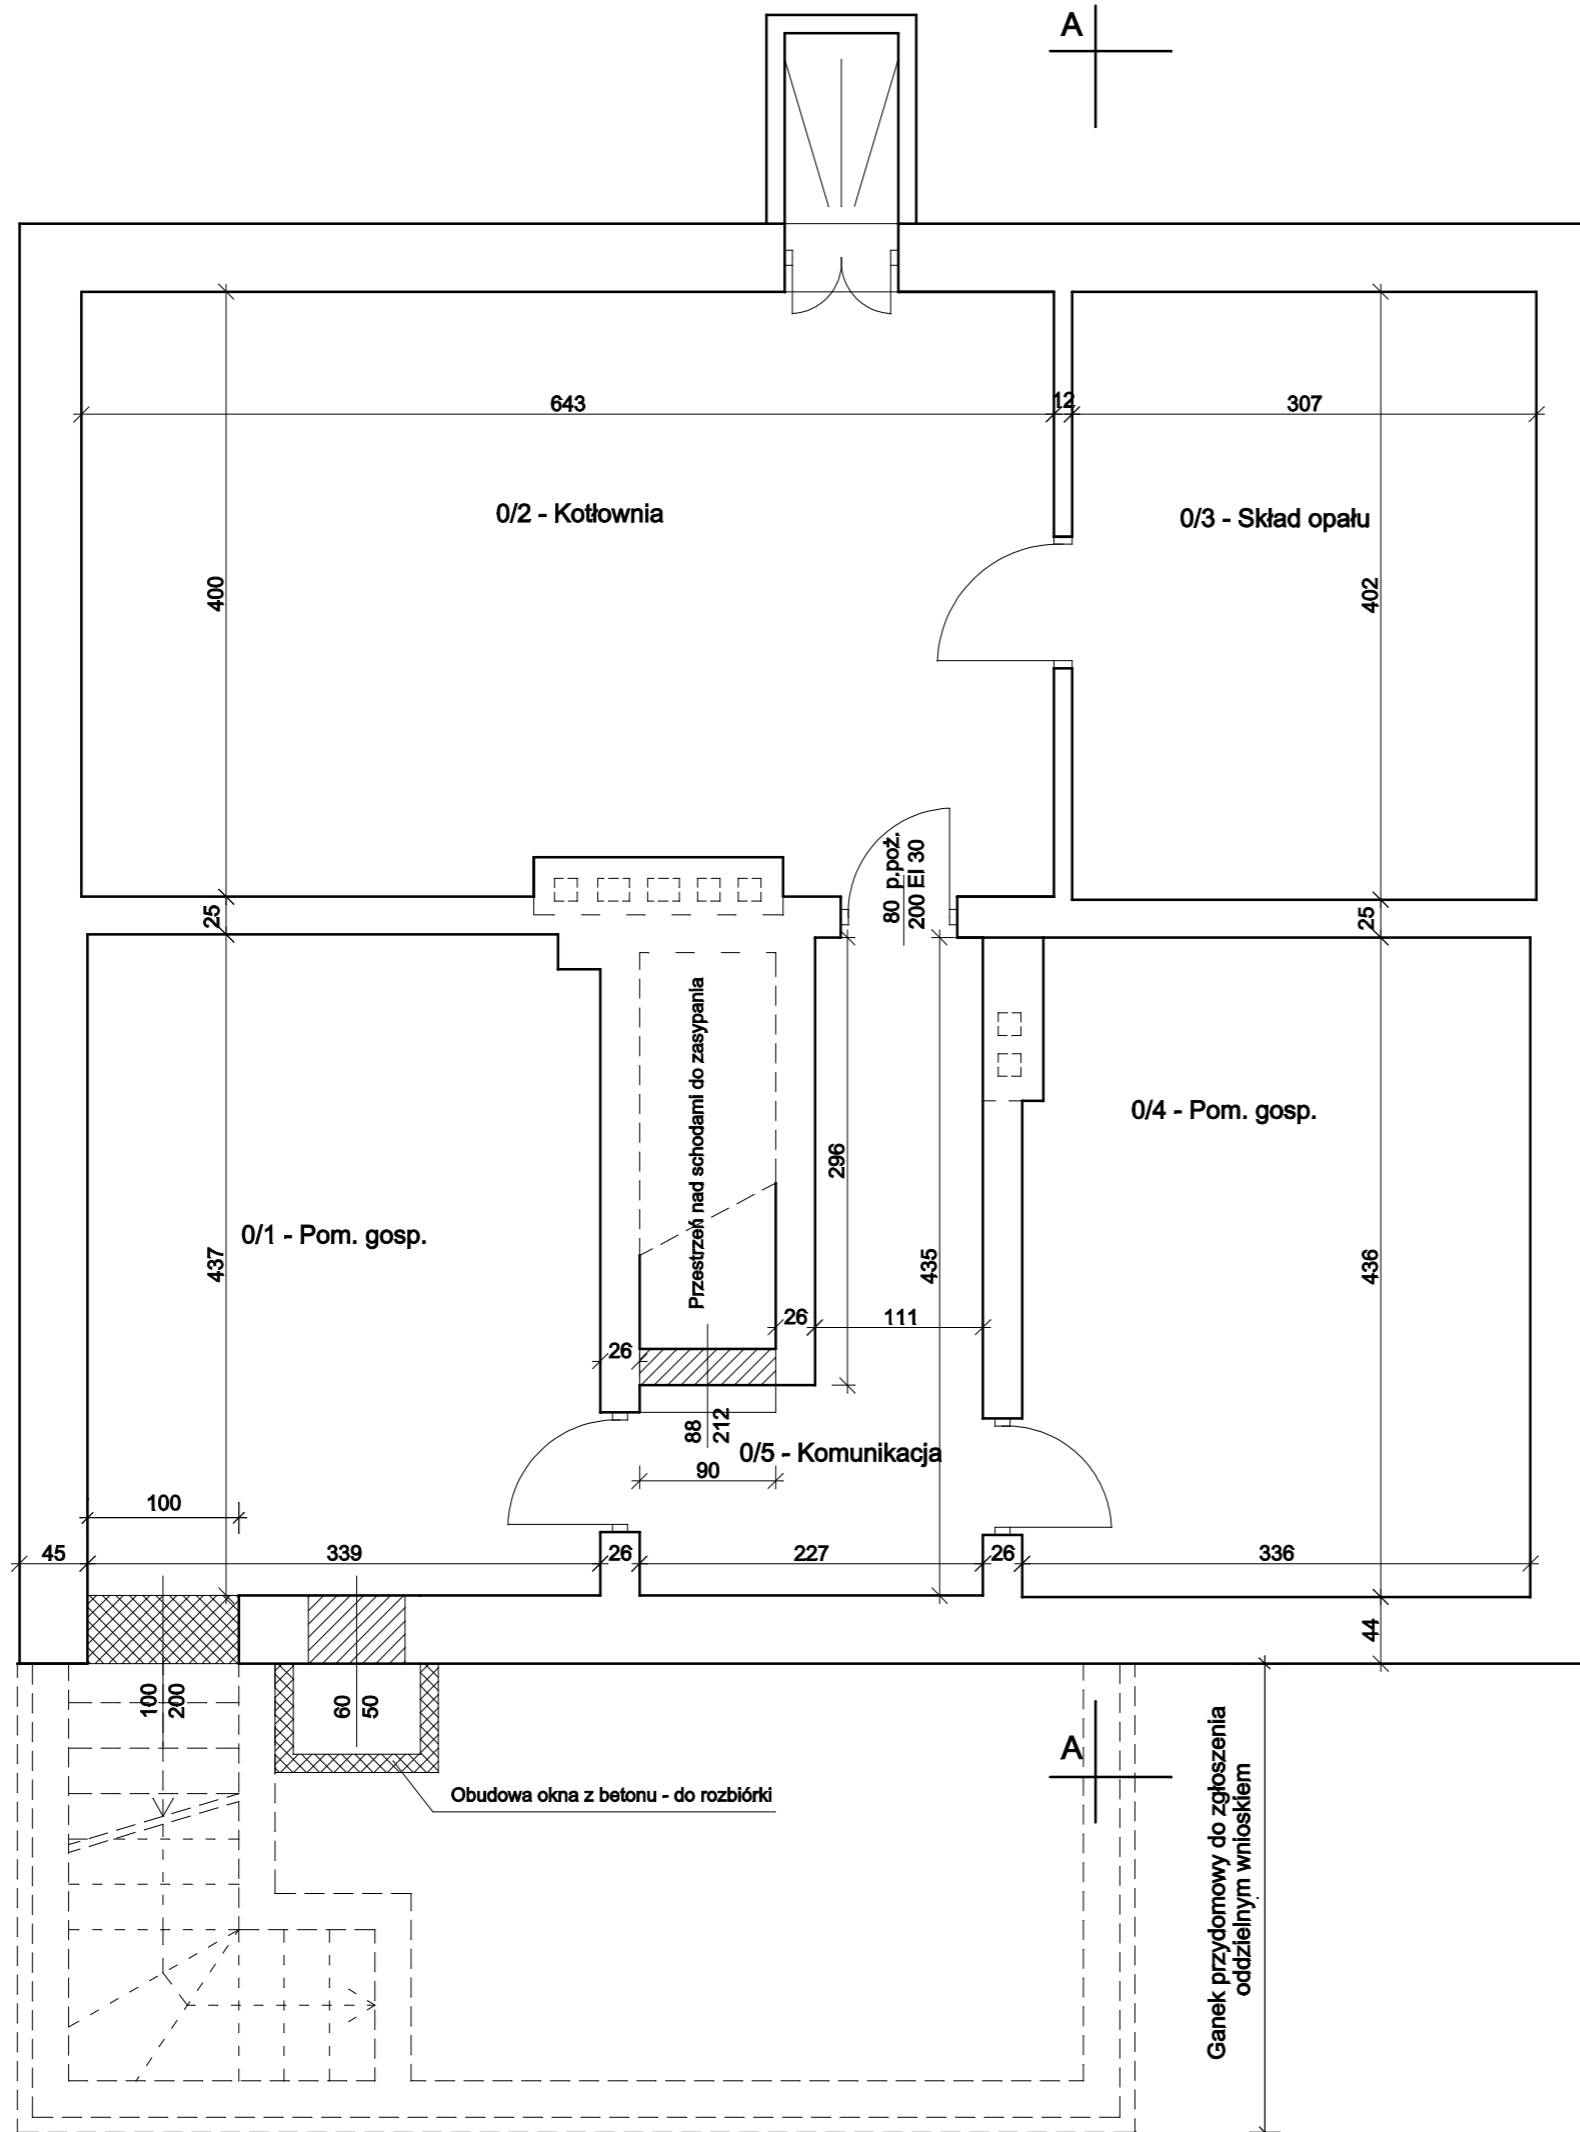 A
643
12
307
0/2 - Kotłownia
0/3 - Skład opału
400
402
80 p.poż.
200 EI 30
25
25
Przestrzeń nad schodami do zasypania
0/4 - Pom. gosp.
296
0/1 - Pom. gosp.
437
435
436
26
111
26
88
212
0/5 - Komunikacja
90
100
45
339
26
227
26
336
44
100
200
60
50
A
Obudowa okna z betonu - do rozbiórki
Ganek przydomowy do zgłoszenia
oddzielnym wnioskiem